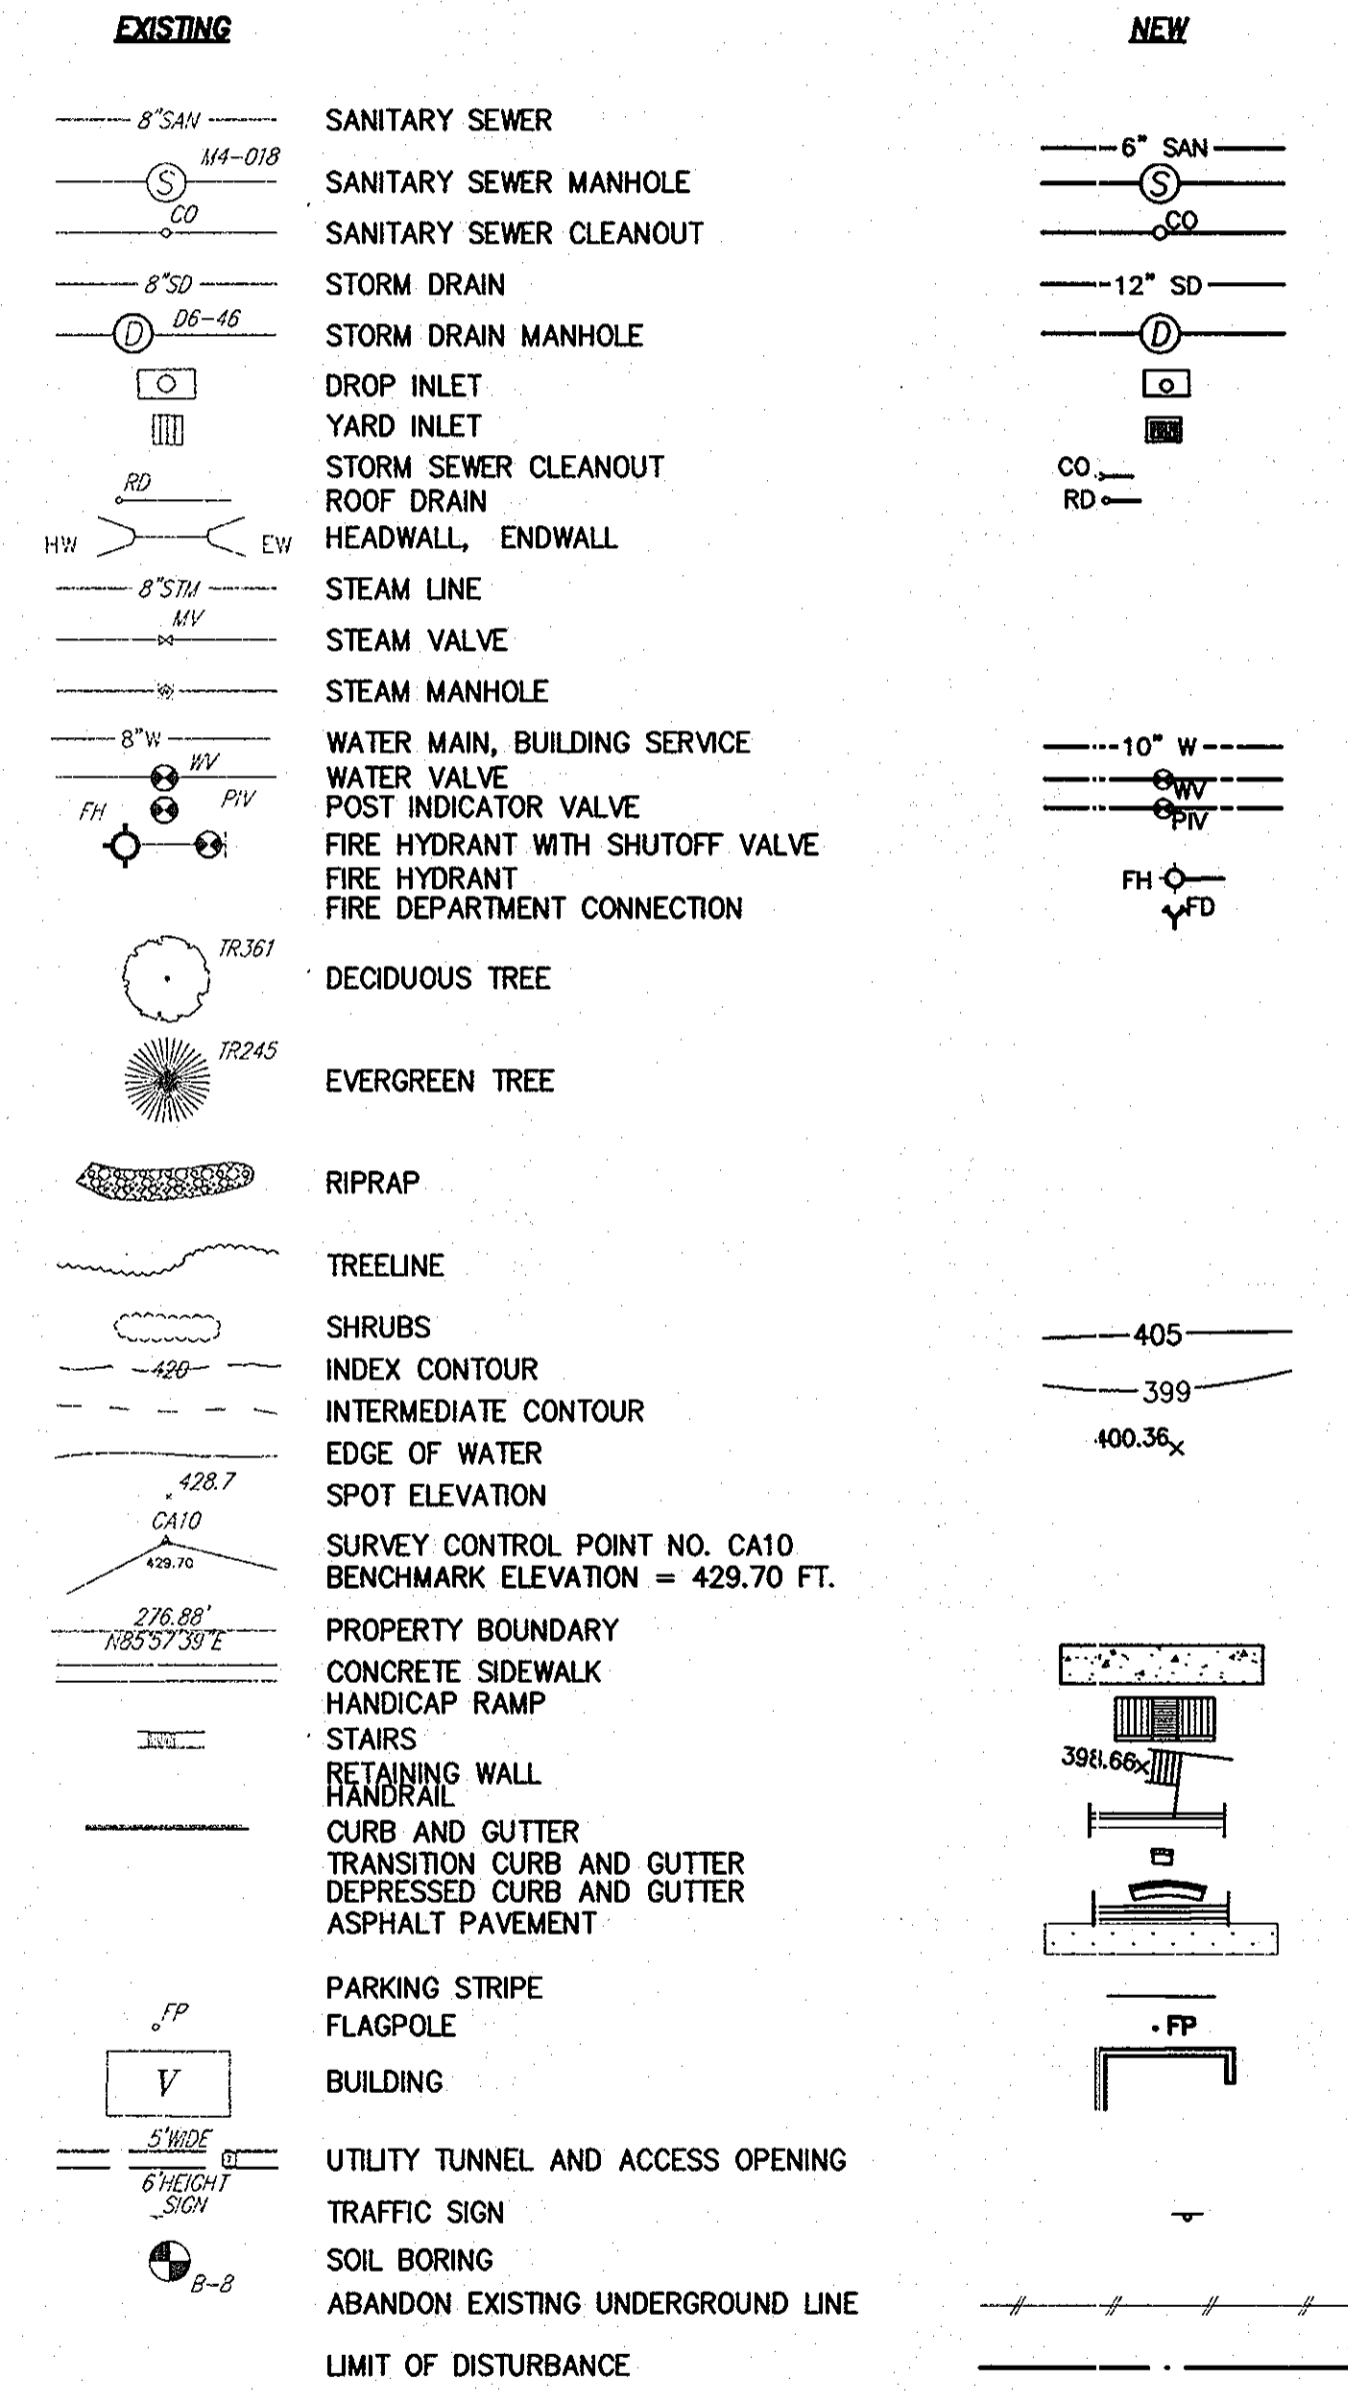 EXISTING NEW
8"SAN SANITARY SEWER 6" SAN
M4-018
S SANITARY SEWER MANHOLE S
CO SANITARY SEWER CLEANOUT CO
8"SD STORM DRAIN 12" SD
D D6-46 STORM DRAIN MANHOLE D
DROP INLET
YARD INLET
STORM SEWER CLEANOUT CO
RD ROOF DRAIN RD
HW EW HEADWALL, ENDWALL
8"STM STEAM LINE
MV STEAM VALVE
STEAM MANHOLE
8"W WATER MAIN, BUILDING SERVICE 10" W
WV WATER VALVE WV
FH PIV POST INDICATOR VALVE PIV
FIRE HYDRANT WITH SHUTOFF VALVE
FIRE HYDRANT FH
FIRE DEPARTMENT CONNECTION FD
TR361
DECIDUOUS TREE
TR245
EVERGREEN TREE
RIPRAP
TREELINE
SHRUBS 405
420 INDEX CONTOUR 399
INTERMEDIATE CONTOUR
EDGE OF WATER 400.36
428.7 SPOT ELEVATION
CA10
SURVEY CONTROL POINT NO. CA10
429.70 BENCHMARK ELEVATION = 429.70 FT.
276.88'
N85°57'39"E PROPERTY BOUNDARY
CONCRETE SIDEWALK
HANDICAP RAMP
STAIRS
RETAINING WALL 398.66
HANDRAIL
CURB AND GUTTER
TRANSITION CURB AND GUTTER
DEPRESSED CURB AND GUTTER
ASPHALT PAVEMENT
PARKING STRIPE
FP FLAGPOLE FP
V BUILDING
5'WIDE
UTILITY TUNNEL AND ACCESS OPENING
6'HEIGHT
SIGN TRAFFIC SIGN
SOIL BORING
B-8
ABANDON EXISTING UNDERGROUND LINE
LIMIT OF DISTURBANCE